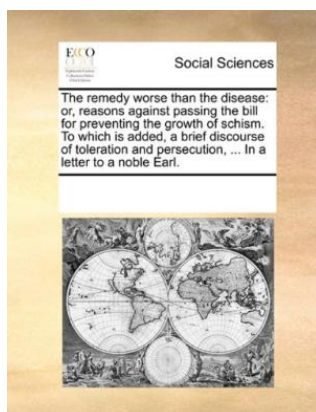 ECCO
Social Sciences
The remedy worse than the disease:
or, reasons against passing the bill
for preventing the growth of schism.
To which is added, a brief discourse
of toleration and persecution, ... In a
letter to a noble Earl.